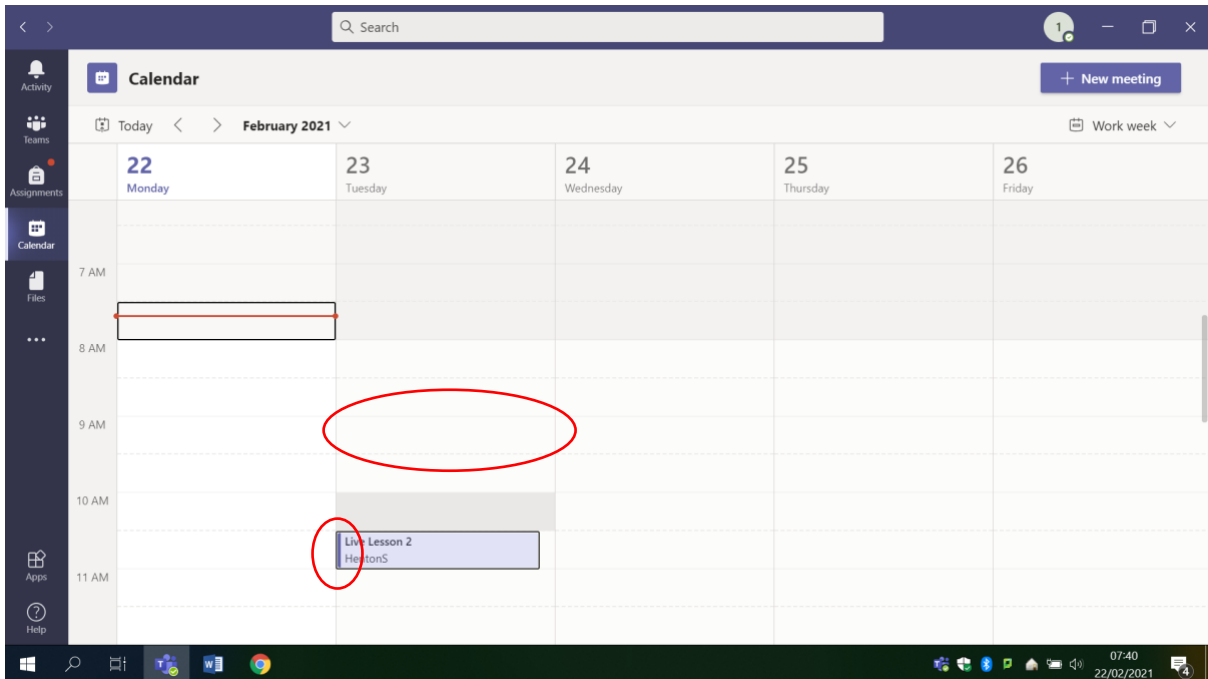 Search
1
Activity
Calendar
New meeting
Today
February 2021
Work week
Teams
22
23
24
25
26
Monday
Tuesday
Wednesday
Thursday
Friday
Assignments
Calendar
7 AM
Files
8 AM
9 AM
10 AM
Live Lesson 2
HentonS
Apps
11 AM
Help
07:40
22/02/2021
4